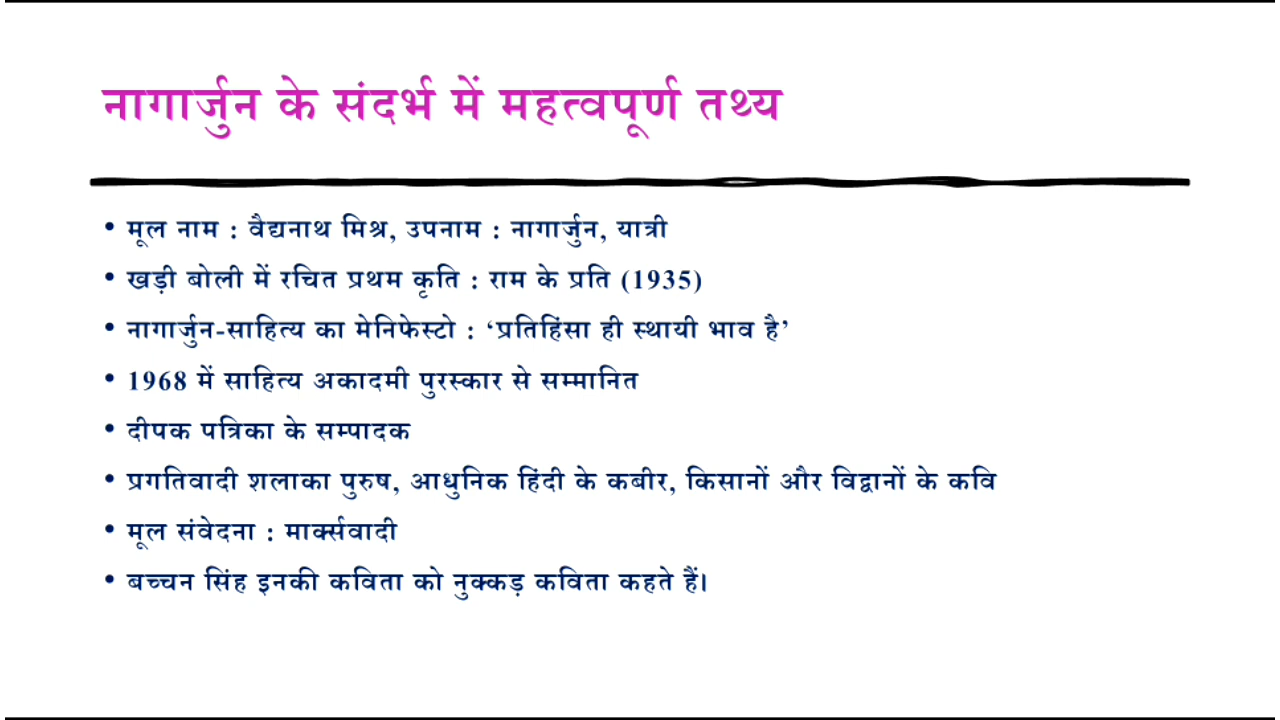 नागार्जुन के संदर्भ में महत्वपूर्ण तथ्य
• मूल नाम : वैद्यनाथ मिश्र, उपनाम : नागार्जुन, यात्री
• खड़ी बोली में रचित प्रथम कृति : राम के प्रति (1935)
• नागार्जुन-साहित्य का मेनिफेस्टो : ‘प्रतिहिंसा ही स्थायी भाव है’
• 1968 में साहित्य अकादमी पुरस्कार से सम्मानित
• दीपक पत्रिका के सम्पादक
• प्रगतिवादी शलाका पुरुष, आधुनिक हिंदी के कबीर, किसानों और विद्वानों के कवि
• मूल संवेदना : मार्क्सवादी
• बच्चन सिंह इनकी कविता को नुक्कड़ कविता कहते हैं।